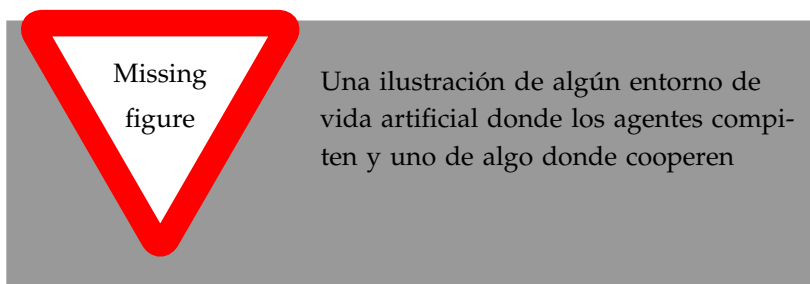 Missing
figure
Una ilustración de algún entorno de
vida artificial donde los agentes compi-
ten y uno de algo donde cooperen